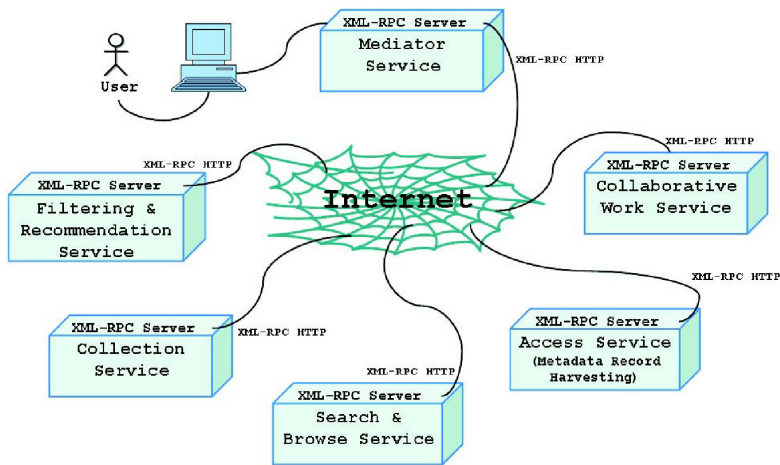 XML-RPC Server
Mediator
Service
User
XML-RPC HTTP
XML-RPC HTTP
XML-RPC HTTP
XML-RPC Server
Filtering &
Recommendation
Service
Internet
XML-RPC Server
Collaborative
Work Service
XML-RPC HTTP
XML-RPC Server
Collection
Service
XML-RPC HTTP
XML-RPC Server
Access Service
(Metadata Record
Harvesting)
XML-RPC HTTP
XML-RPC Server
Search &
Browse Service